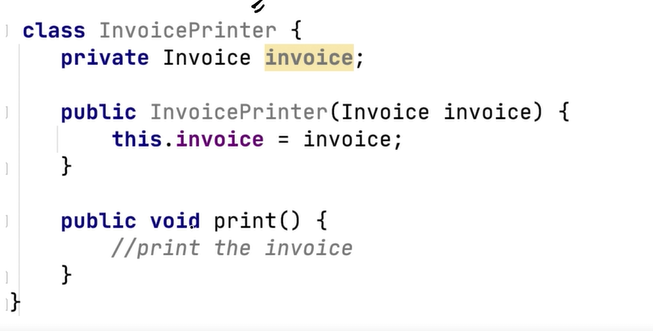 class InvoicePrinter {
private Invoice invoice;
public InvoicePrinter(Invoice invoice) {
this.invoice = invoice;
}
public void print() {
//print the invoice
}
}